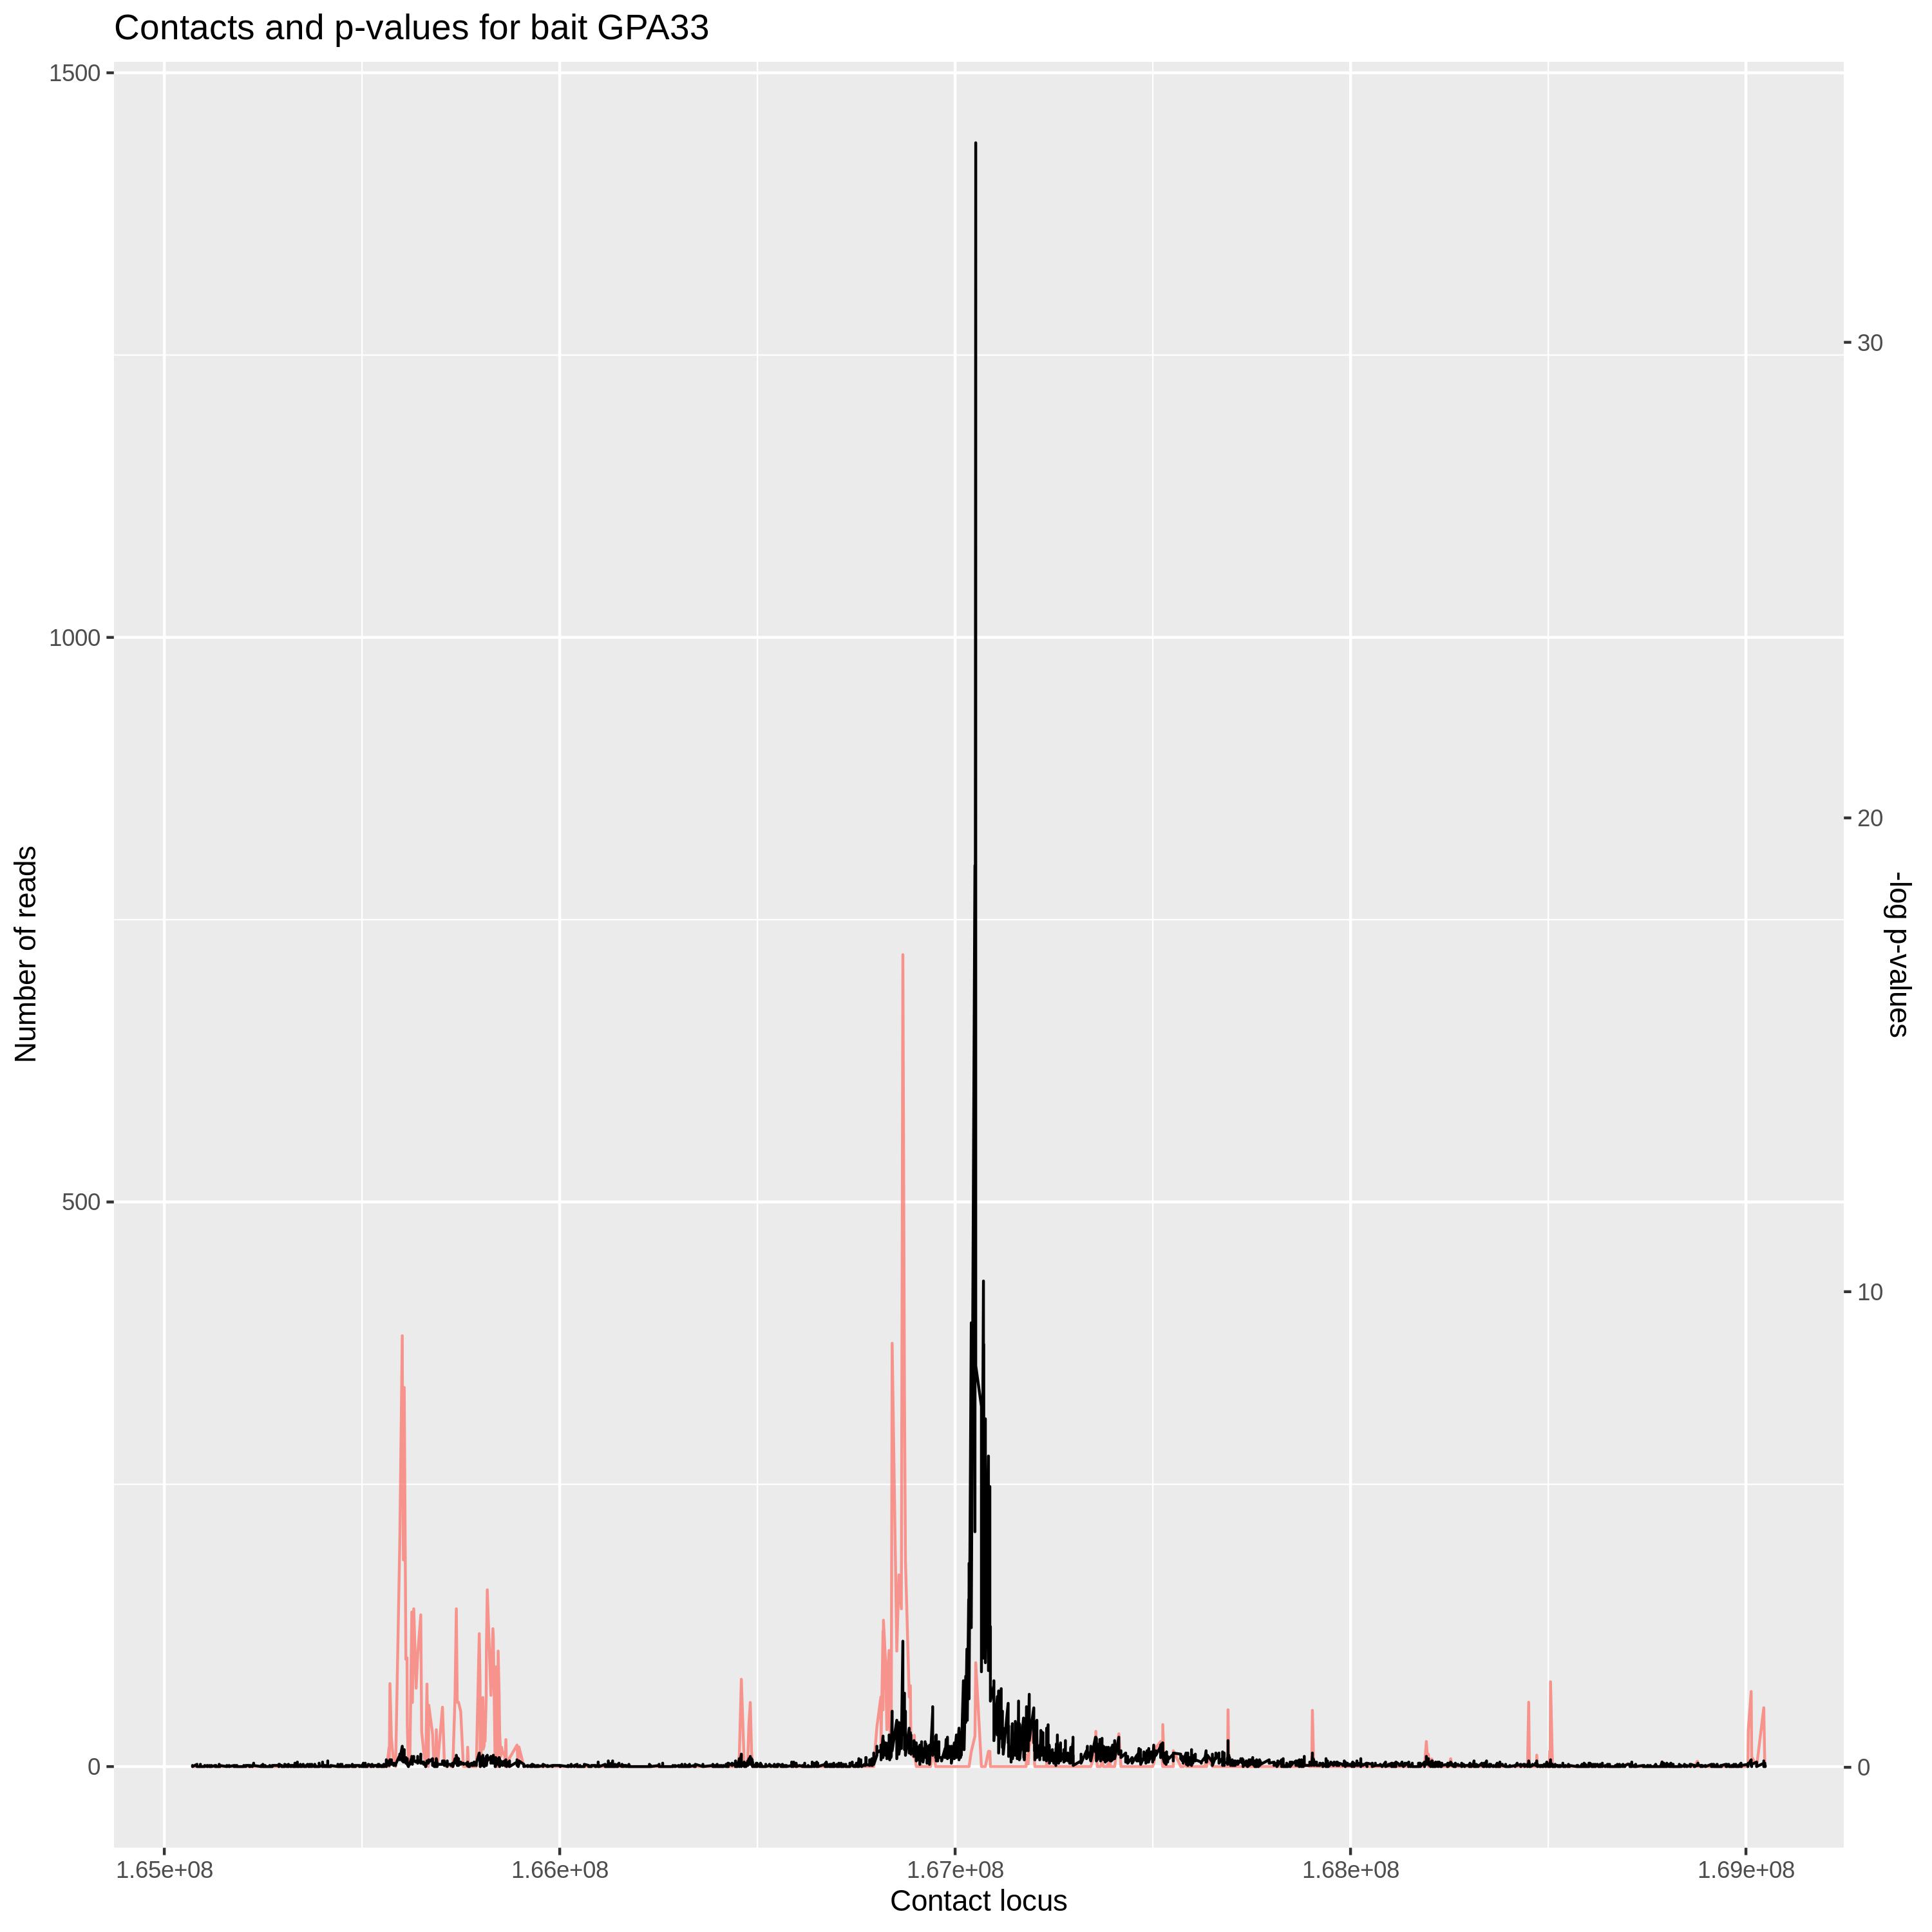 Contacts and p-values for bait GPA33
1500
1000
500
0
Number of reads
30
20
10
0
-log p-values
1.65e+08 1.66e+08 1.67e+08 1.68e+08 1.69e+08
Contact locus